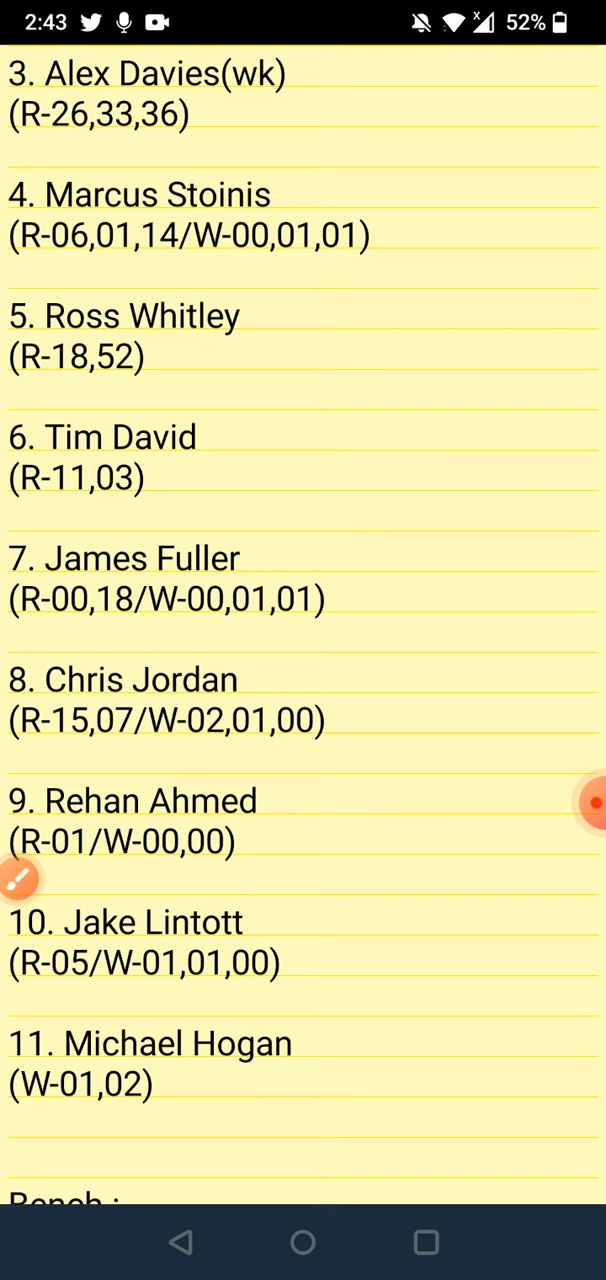 2:43 52%
3. Alex Davies(wk)
(R-26,33,36)
4. Marcus Stoinis
(R-06,01,14/W-00,01,01)
5. Ross Whitley
(R-18,52)
6. Tim David
(R-11,03)
7. James Fuller
(R-00,18/W-00,01,01)
8. Chris Jordan
(R-15,07/W-02,01,00)
9. Rehan Ahmed
(R-01/W-00,00)
10. Jake Lintott
(R-05/W-01,01,00)
11. Michael Hogan
(W-01,02)
Bench :